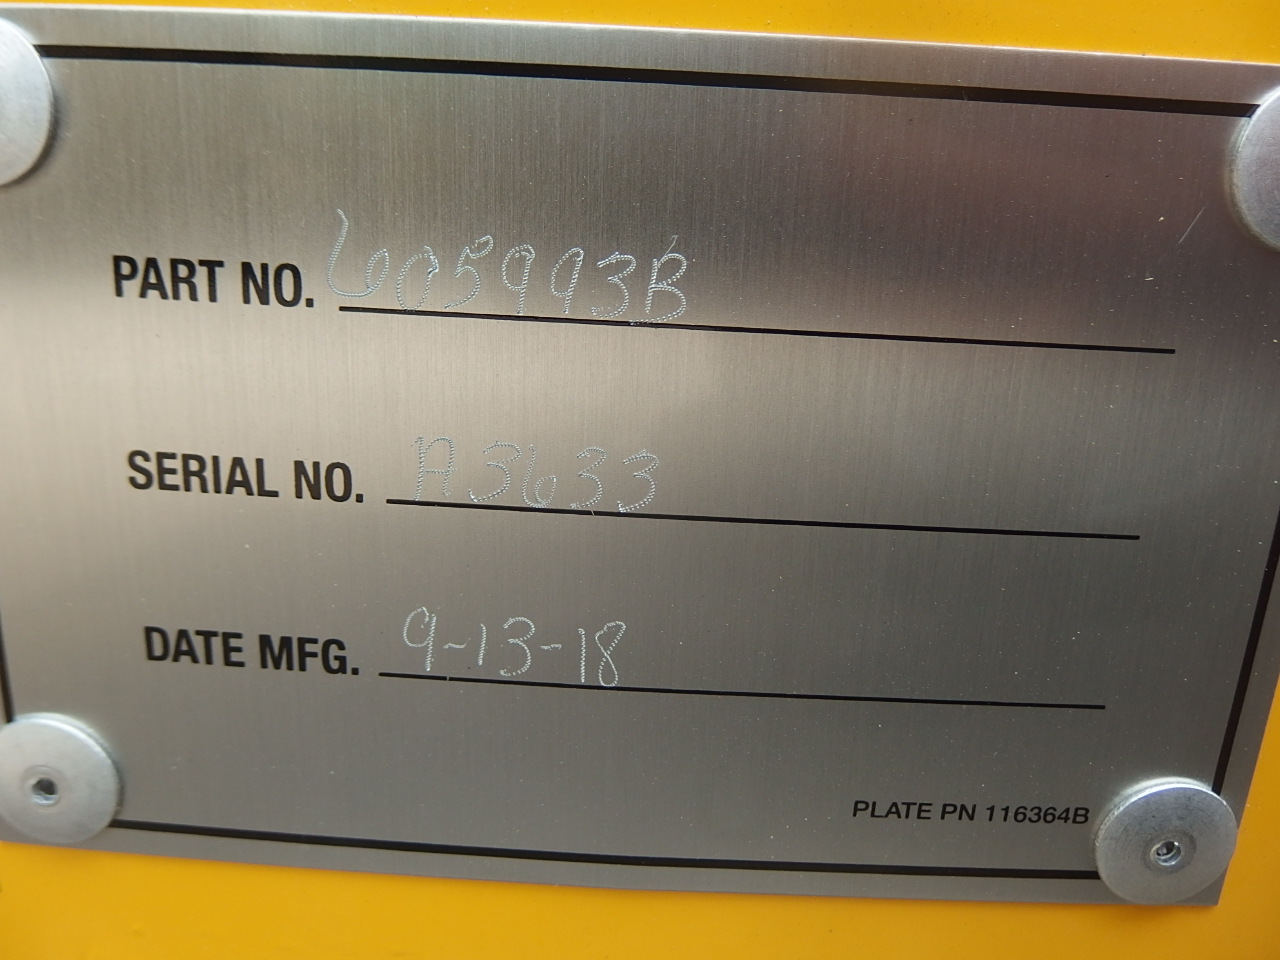 PART NO. 605993B
SERIAL NO. A3633
DATE MFG. 9-13-18
PLATE PN 116364B